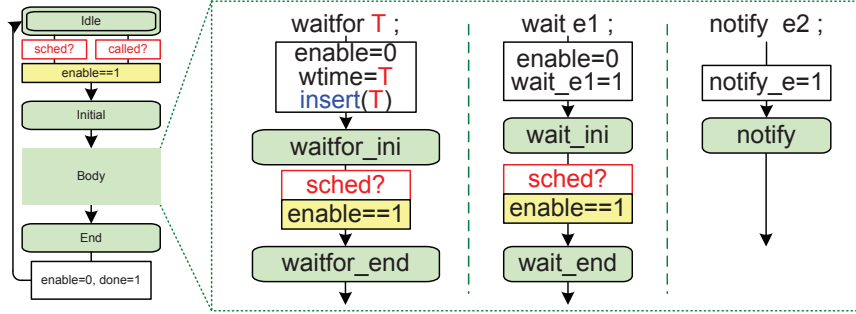 Idle
sched? called?
enable==1
Initial
Body
End
enable=0, done=1
waitfor T ;
enable=0
wtime=T
insert(T)
waitfor_ini
sched?
enable==1
waitfor_end
wait e1 ;
enable=0
wait_e1=1
wait_ini
sched?
enable==1
wait_end
notify e2 ;
notify_e=1
notify